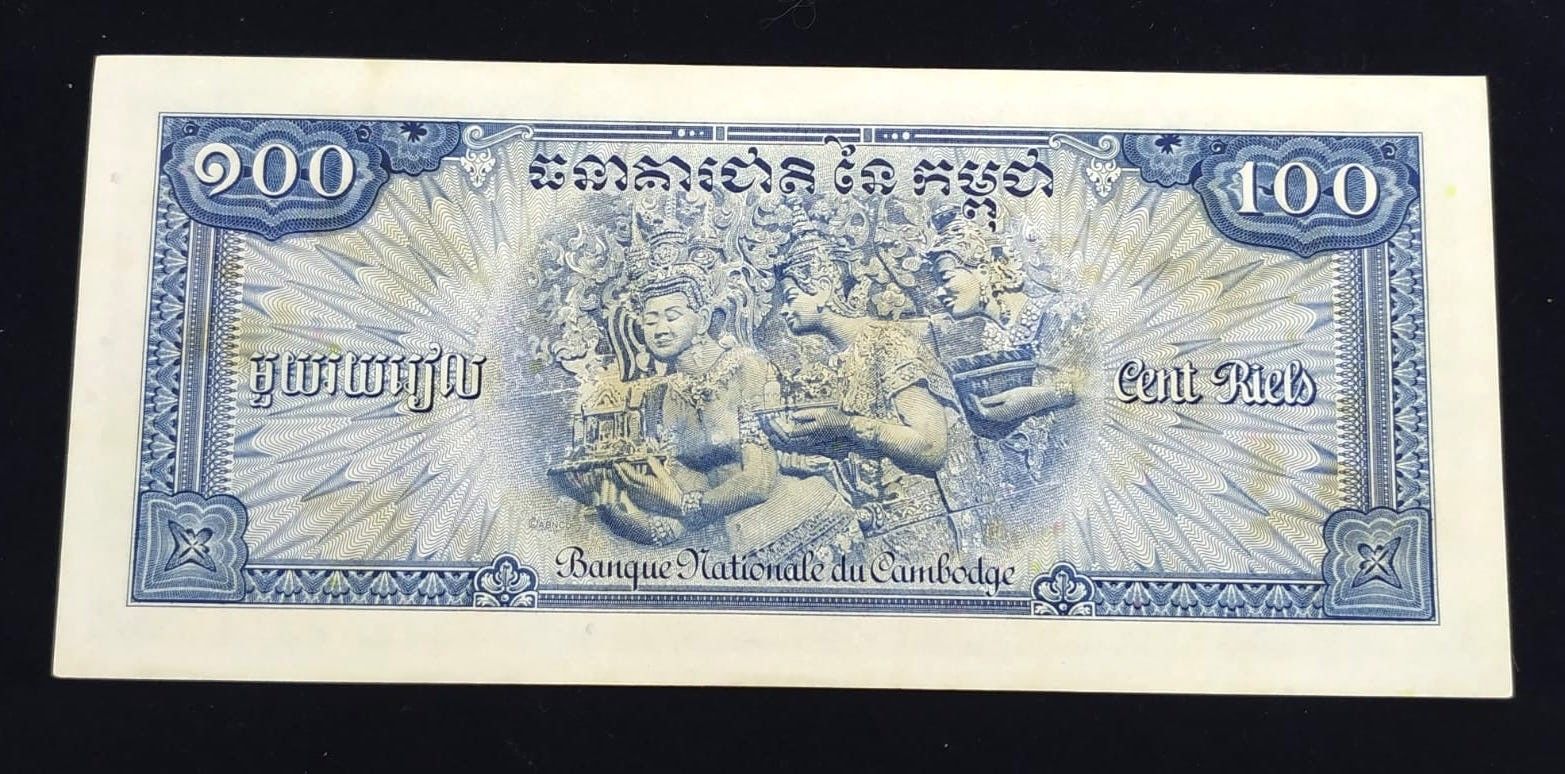 ១០០
ធនាគារជាតិ នៃ កម្ពុជា
100
មួយរយរៀល
Cent Riels
©ABNCo
Banque Nationale du Cambodge